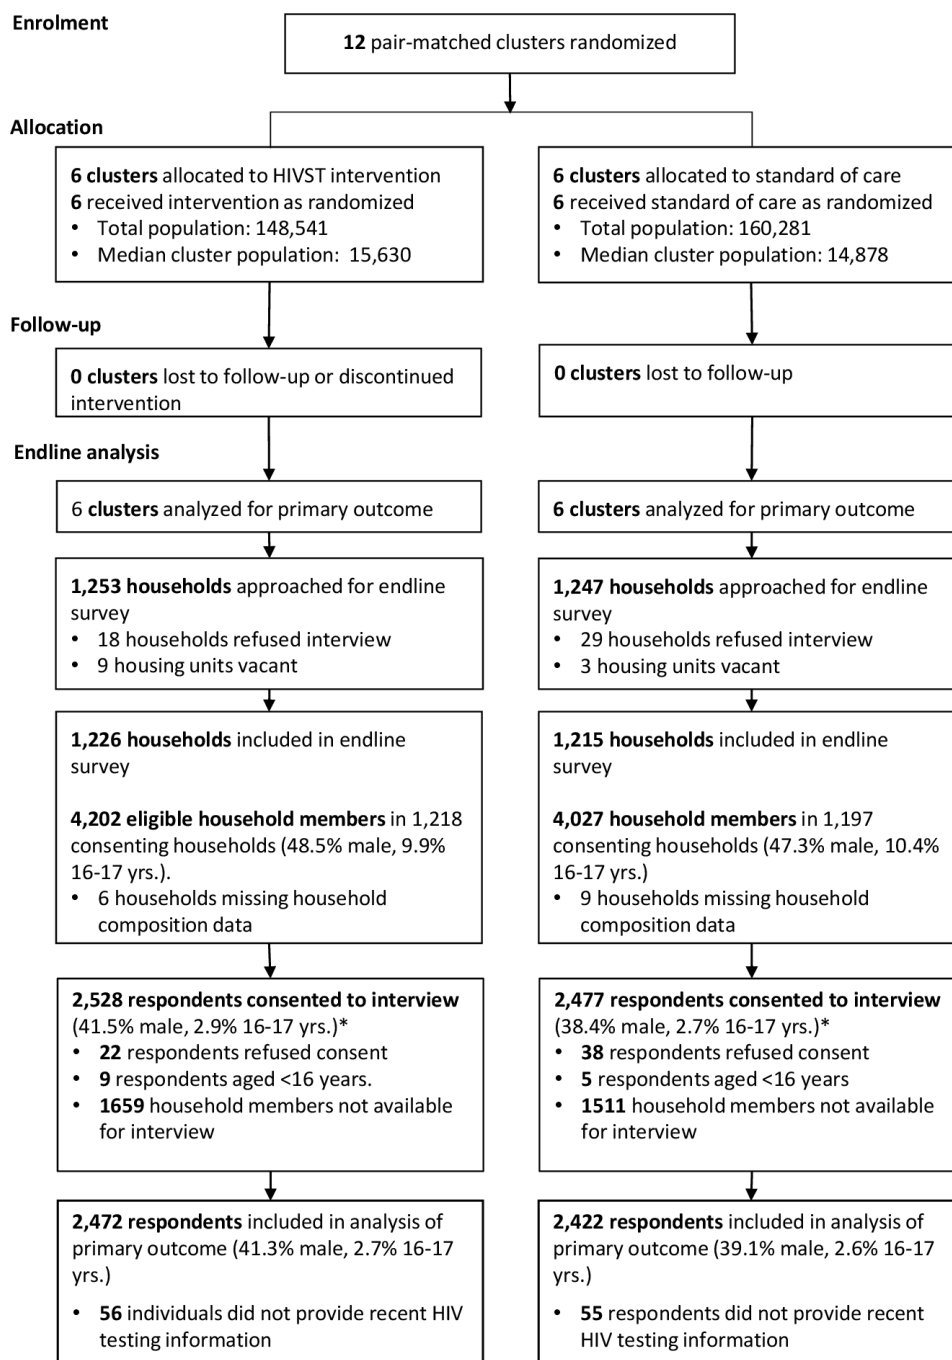 Enrolment
12 pair-matched clusters randomized
Allocation
6 clusters allocated to HIVST intervention
6 received intervention as randomized
• Total population: 148,541
• Median cluster population: 15,630
6 clusters allocated to standard of care
6 received standard of care as randomized
• Total population: 160,281
• Median cluster population: 14,878
Follow-up
0 clusters lost to follow-up or discontinued
intervention
0 clusters lost to follow-up
Endline analysis
6 clusters analyzed for primary outcome
6 clusters analyzed for primary outcome
1,253 households approached for endline
survey
• 18 households refused interview
• 9 housing units vacant
1,247 households approached for endline
survey
• 29 households refused interview
• 3 housing units vacant
1,226 households included in endline
survey
4,202 eligible household members in 1,218
consenting households (48.5% male, 9.9%
16-17 yrs.).
• 6 households missing household
composition data
1,215 households included in endline
survey
4,027 household members in 1,197
consenting households (47.3% male, 10.4%
16-17 yrs.)
• 9 households missing household
composition data
2,528 respondents consented to interview
(41.5% male, 2.9% 16-17 yrs.)*
• 22 respondents refused consent
• 9 respondents aged <16 years.
• 1659 household members not available
for interview
2,477 respondents consented to interview
(38.4% male, 2.7% 16-17 yrs.)*
• 38 respondents refused consent
• 5 respondents aged <16 years
• 1511 household members not available
for interview
2,472 respondents included in analysis of
primary outcome (41.3% male, 2.7% 16-17
yrs.)
• 56 individuals did not provide recent HIV
testing information
2,422 respondents included in analysis of
primary outcome (39.1% male, 2.6% 16-17
yrs.)
• 55 respondents did not provide recent
HIV testing information